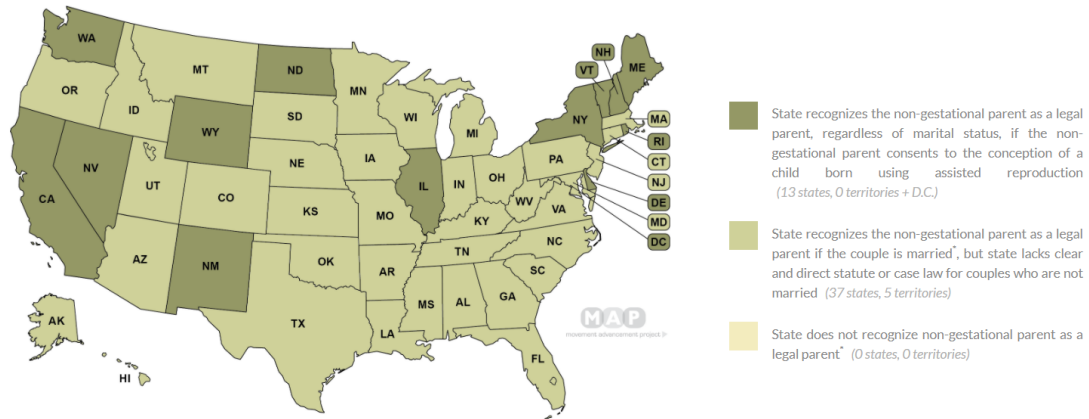 WA
MT
ND
MN
OR
ID
WY
SD
WI
MI
NH
VT
ME
NY
MA
RI
CT
NJ
DE
MD
DC
NV
CA
UT
CO
NE
IA
IL
IN
OH
PA
WV
VA
KS
MO
KY
NC
TN
AZ
NM
OK
AR
SC
MS
AL
GA
TX
LA
FL
AK
HI
MAP
movement advancement project
State recognizes the non-gestational parent as a legal
parent, regardless of marital status, if the non-
gestational parent consents to the conception of a
child born using assisted reproduction
(13 states, 0 territories + D.C.)
State recognizes the non-gestational parent as a legal
parent if the couple is married*, but state lacks clear
and direct statute or case law for couples who are not
married (37 states, 5 territories)
State does not recognize non-gestational parent as a
legal parent* (0 states, 0 territories)